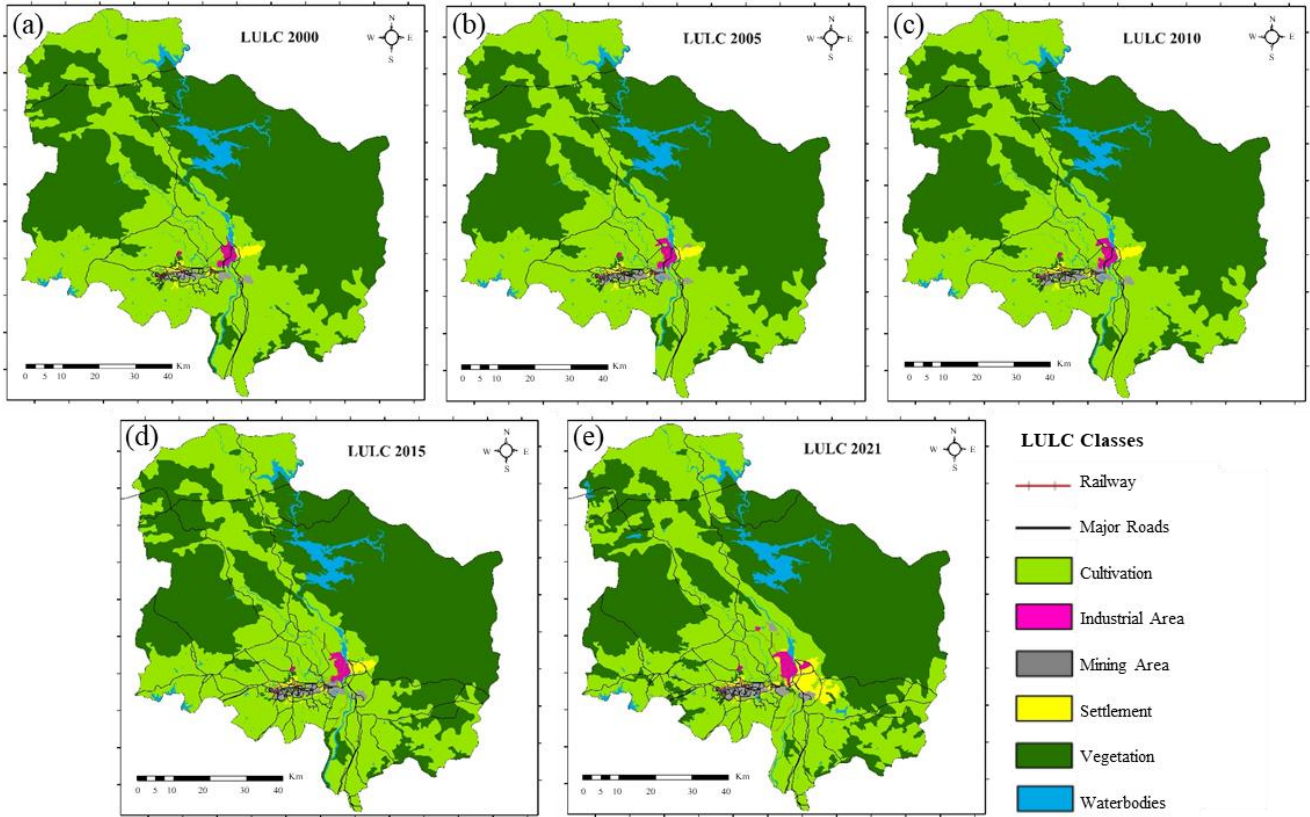 (a)
LULC 2000
N
W E
S
0 5 10 20 30 40
Km
(b)
LULC 2005
N
W E
S
0 5 10 20 30 40
Km
(c)
LULC 2010
N
W E
S
0 5 10 20 30 40
Km
(d)
LULC 2015
N
W E
S
0 5 10 20 30 40
Km
(e)
LULC 2021
N
W E
S
0 5 10 20 30 40
Km
LULC Classes
Railway
Major Roads
Cultivation
Industrial Area
Mining Area
Settlement
Vegetation
Waterbodies